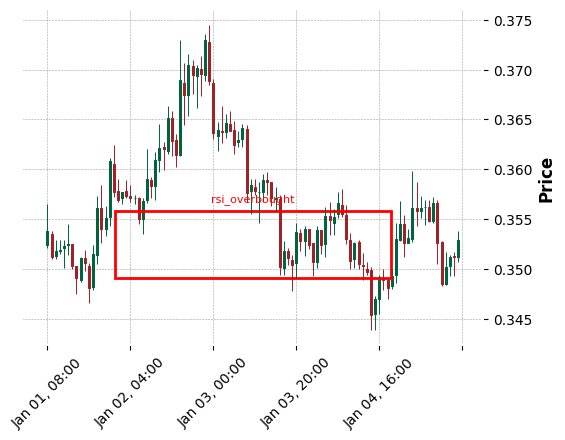 0.375
0.370
0.365
0.360
0.355
0.350
0.345
Price
rsi_overbought
Jan 01, 08:00
Jan 02, 04:00
Jan 03, 00:00
Jan 03, 20:00
Jan 04, 16:00